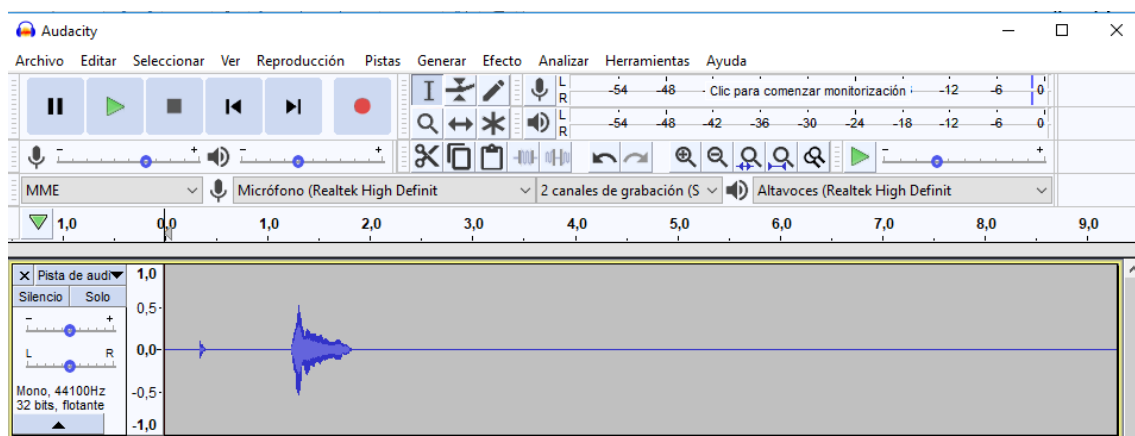 Audacity
Archivo Editar Seleccionar Ver Reproducción Pistas Generar Efecto Analizar Herramientas Ayuda
L
R
-54 -48 - Clic para comenzar monitorización -12 -6 0
L
R
-54 -48 -42 -36 -30 -24 -18 -12 -6 0
- + - + - +
MME Micrófono (Realtek High Definit 2 canales de grabación (S Altavoces (Realtek High Definit
1,0 0,0 1,0 2,0 3,0 4,0 5,0 6,0 7,0 8,0 9,0
X Pista de audi 1,0
Silencio Solo
- + 0,5
L R 0,0
Mono, 44100Hz -0,5
32 bits, flotante
-1,0